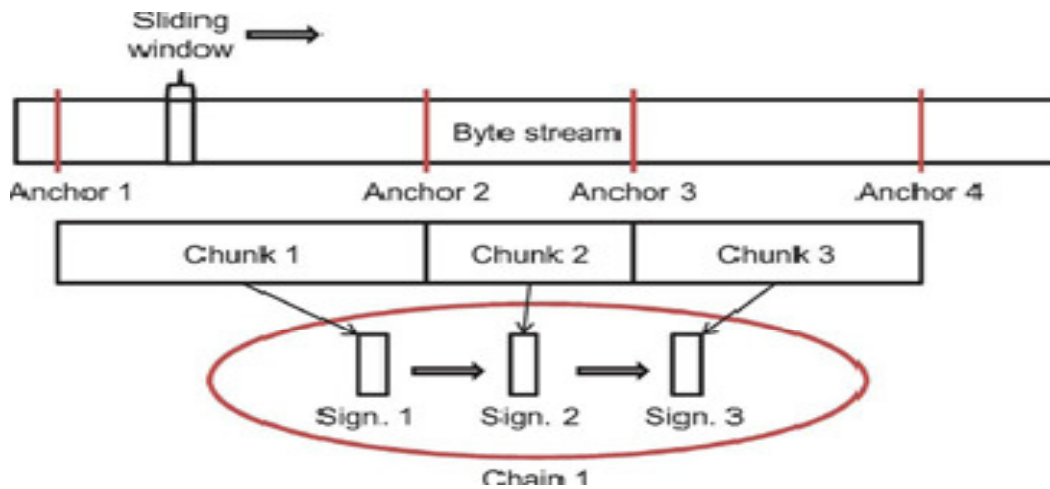 Sliding
window
Byte stream
Anchor 1 Anchor 2 Anchor 3 Anchor 4
Chunk 1 Chunk 2 Chunk 3
Sign. 1 Sign. 2 Sign. 3
Chain 1